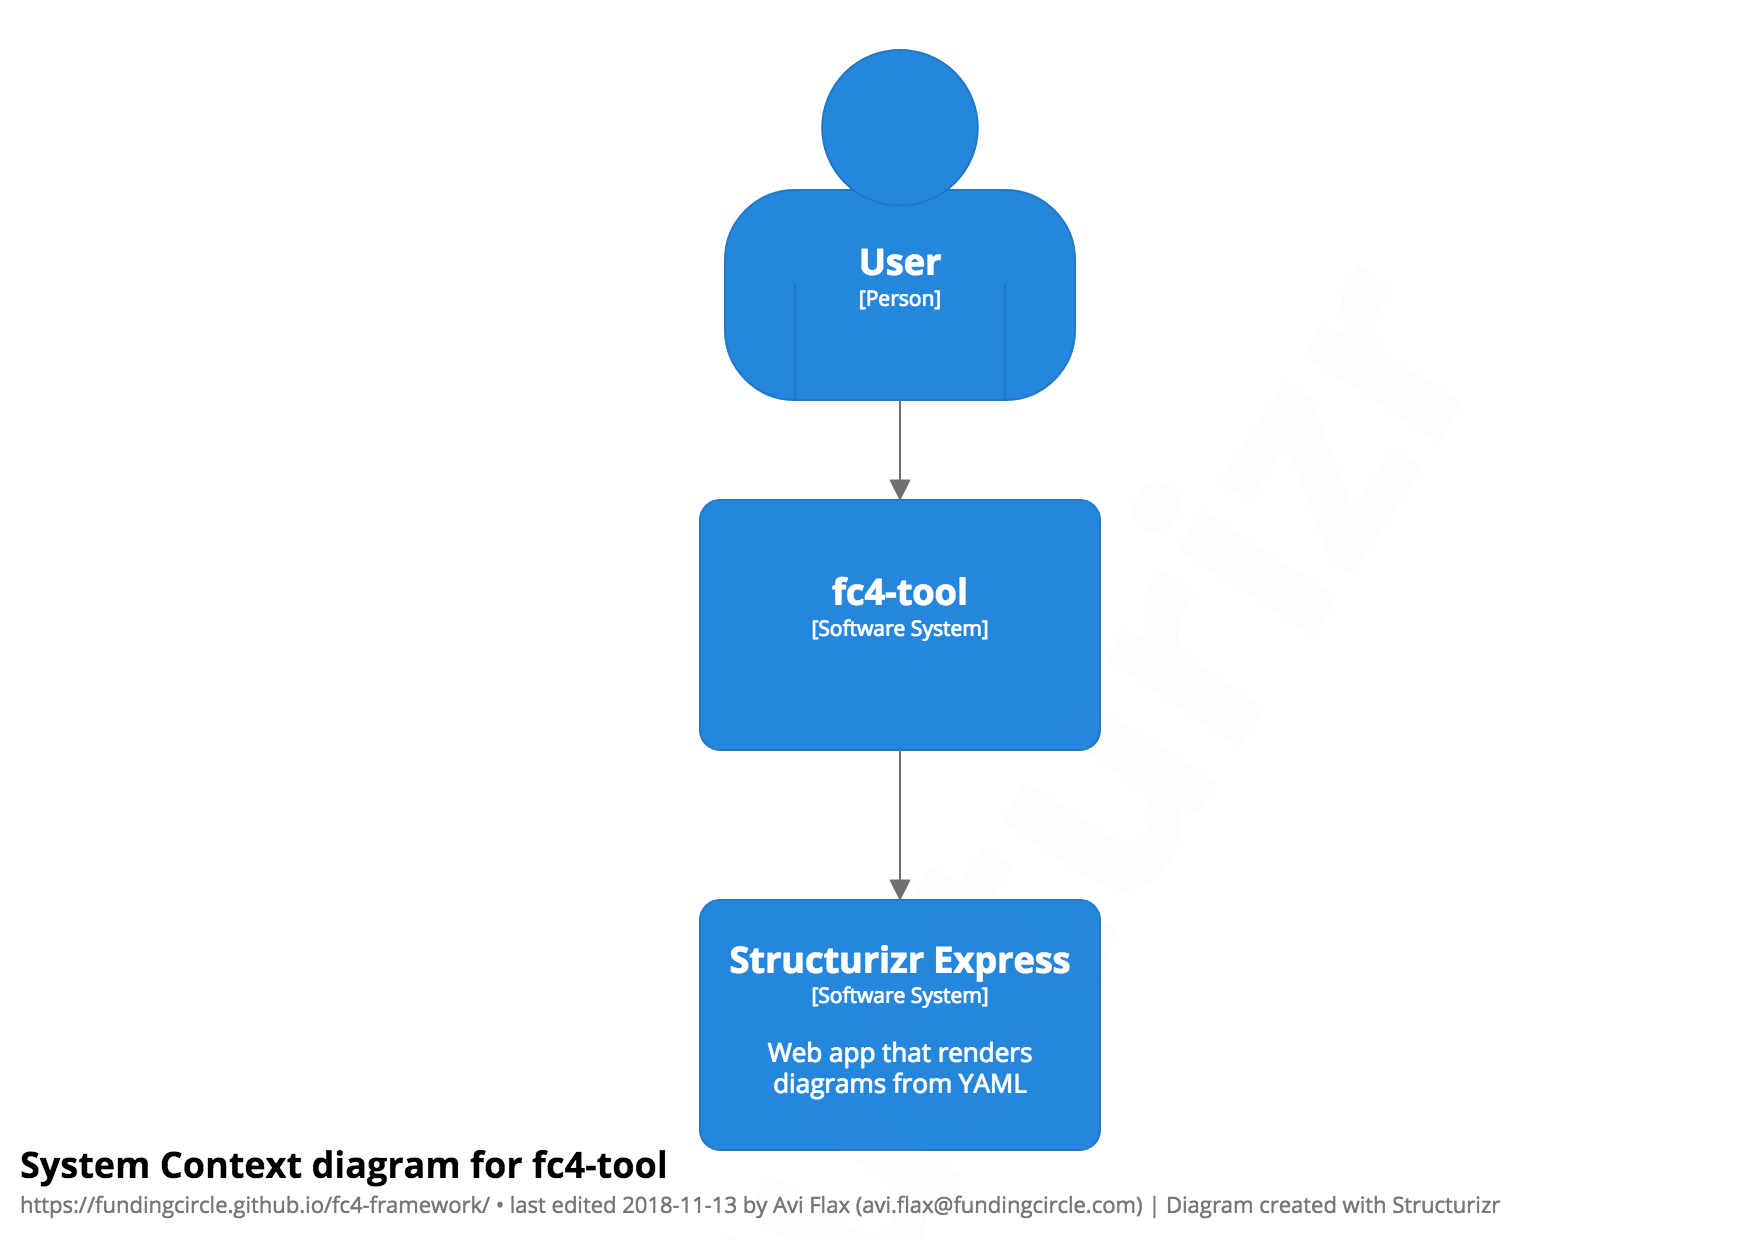 User
[Person]
fc4-tool
[Software System]
Structurizr Express
[Software System]
Web app that renders
diagrams from YAML
System Context diagram for fc4-tool
https://fundingcircle.github.io/fc4-framework/ • last edited 2018-11-13 by Avi Flax (avi.flax@fundingcircle.com) | Diagram created with Structurizr